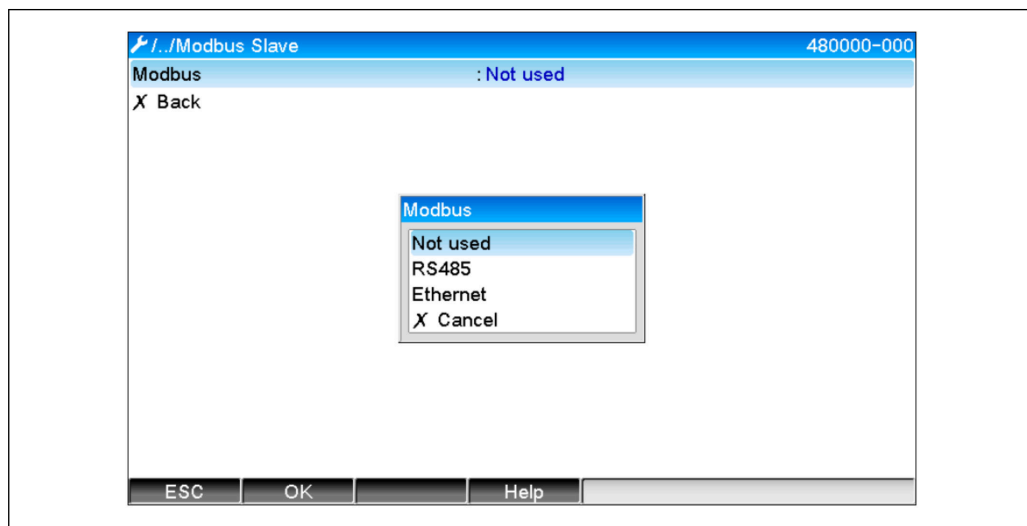 /../Modbus Slave 480000-000
Modbus : Not used
X Back
Modbus
Not used
RS485
Ethernet
X Cancel
ESC OK Help